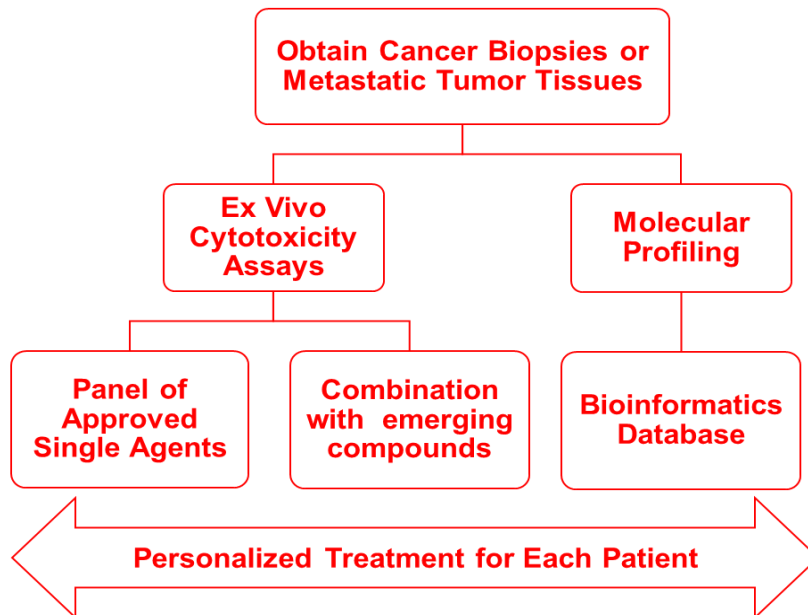 Obtain Cancer Biopsies or
Metastatic Tumor Tissues
Ex Vivo
Cytotoxicity
Assays
Molecular
Profiling
Panel of
Approved
Single Agents
Combination
with emerging
compounds
Bioinformatics
Database
Personalized Treatment for Each Patient